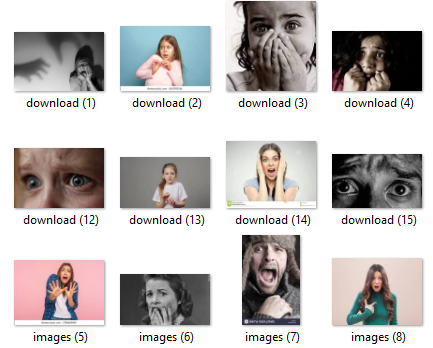 download (1)
download (2)
download (3)
download (4)
download (12)
download (13)
download (14)
download (15)
images (5)
images (6)
images (7)
images (8)